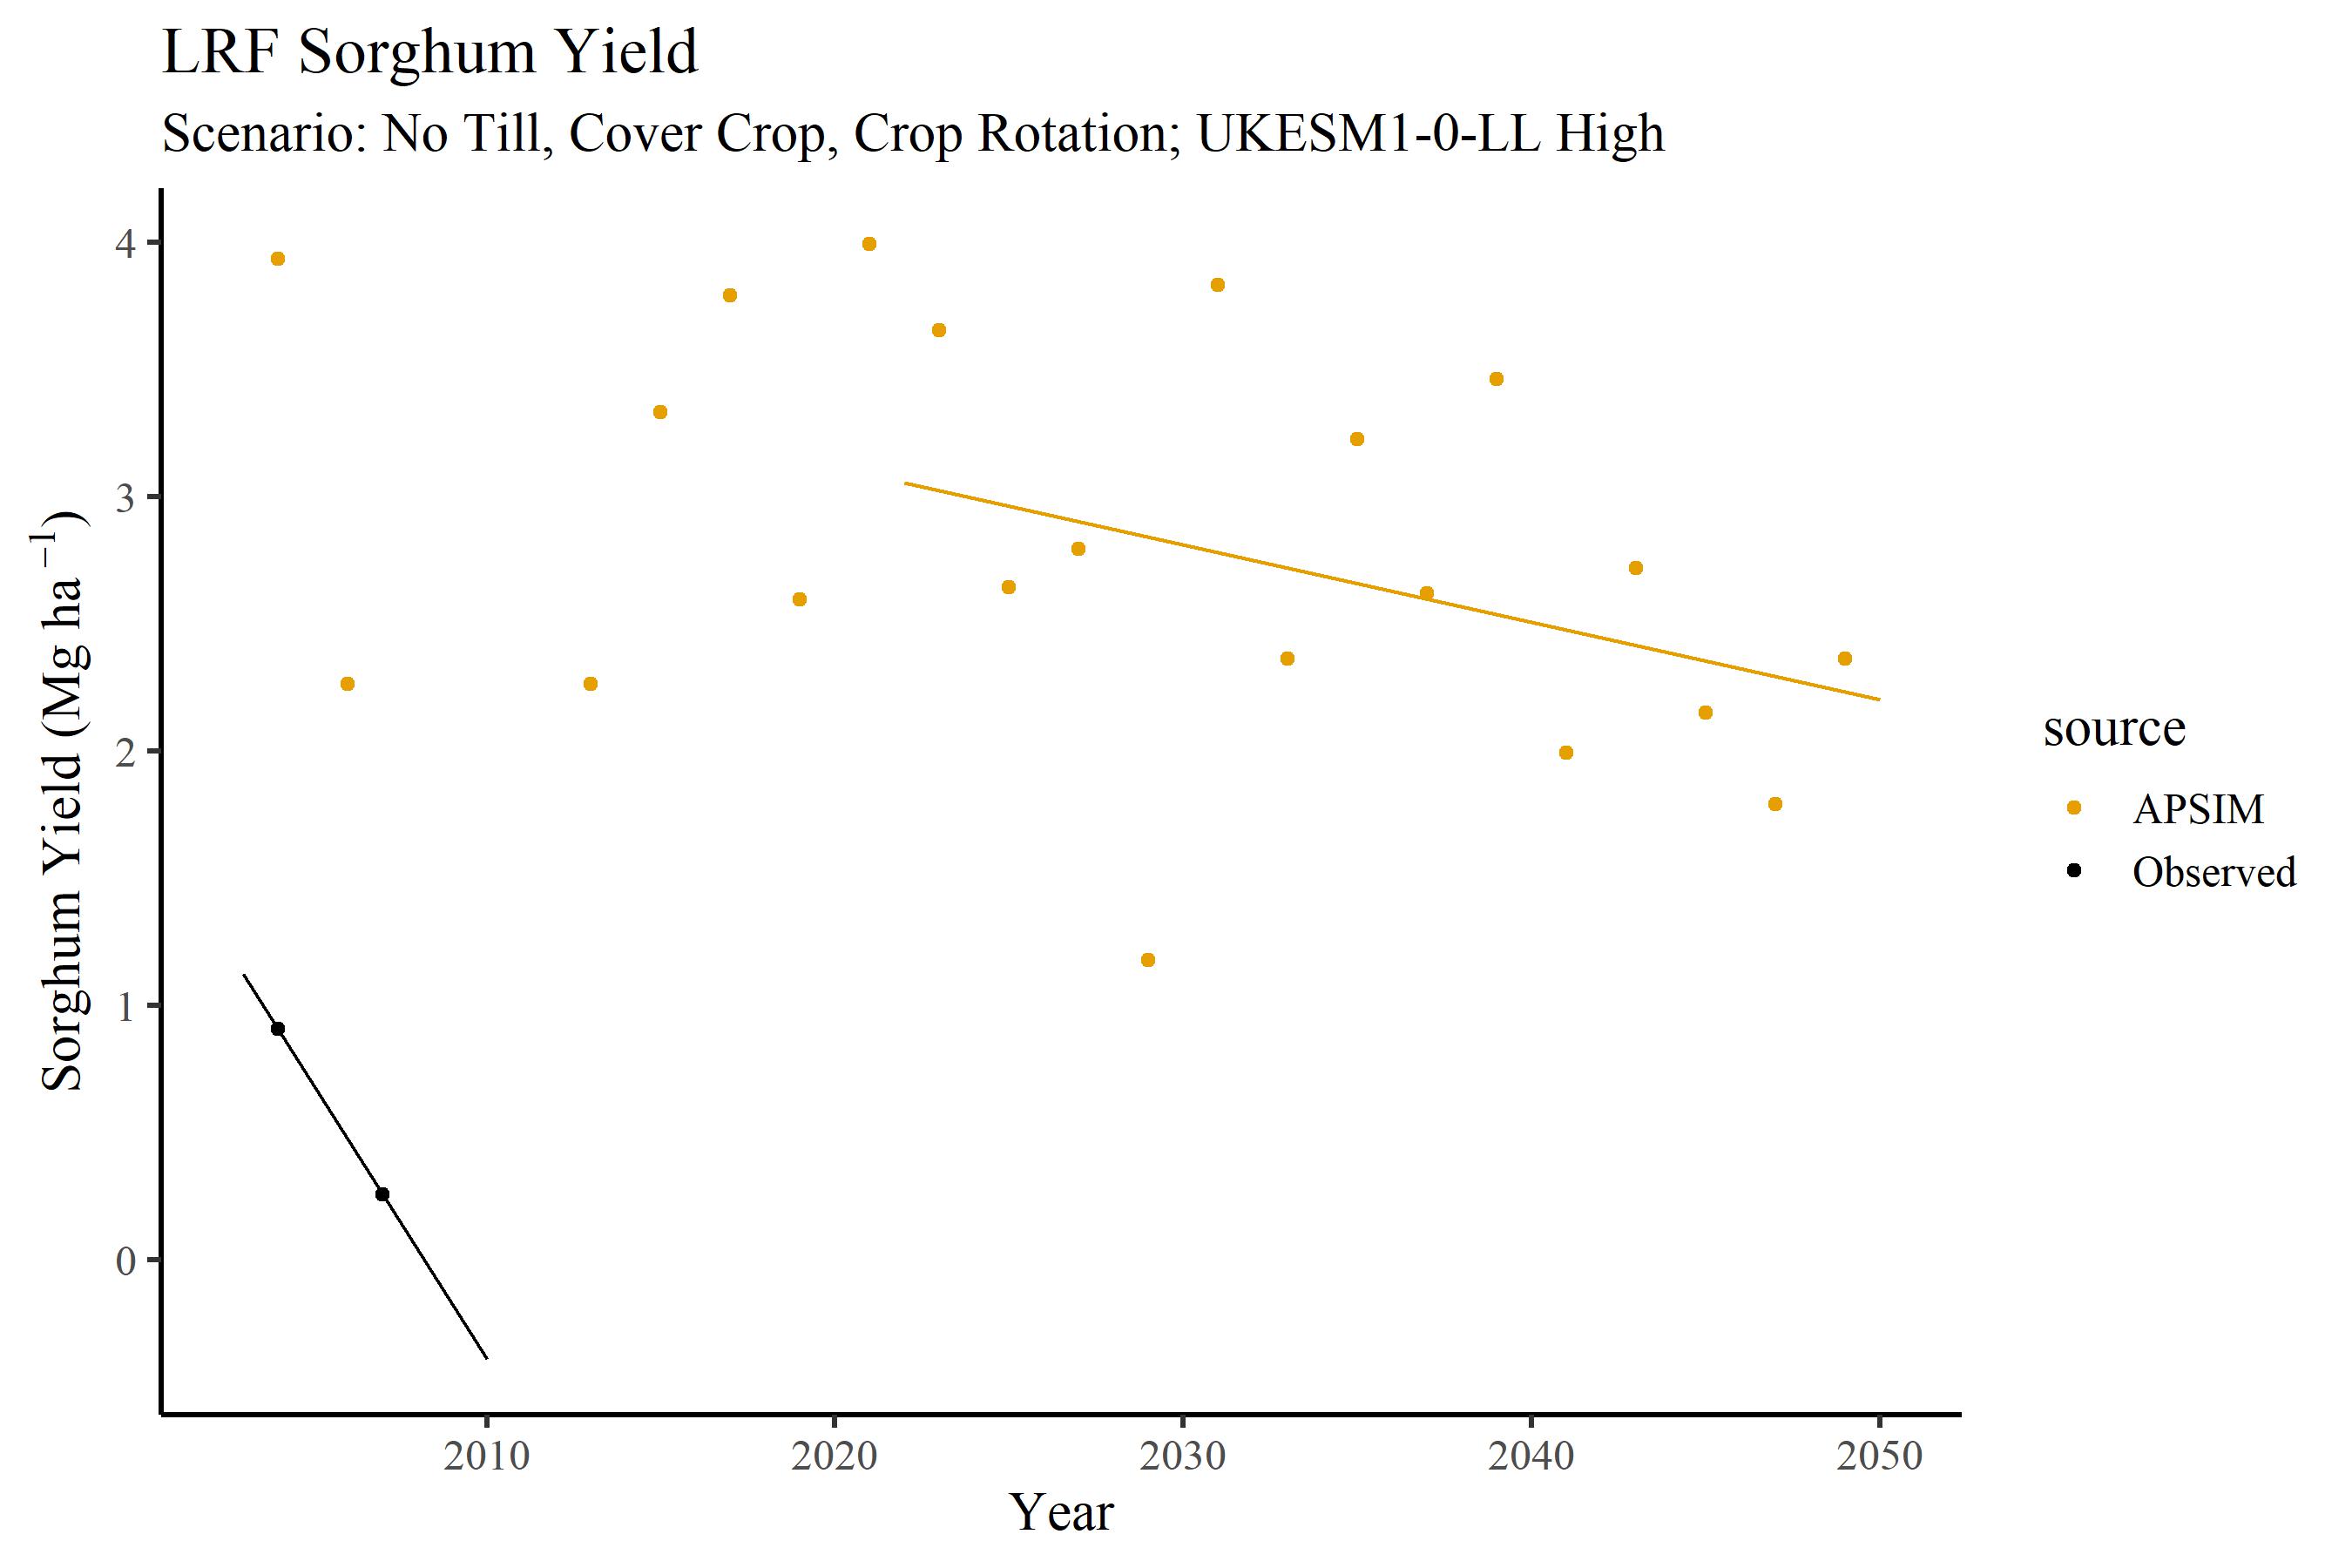 LRF Sorghum Yield
Scenario: No Till, Cover Crop, Crop Rotation; UKESM1-0-LL High
Sorghum Yield (Mg ha⁻¹)
4
3
2
1
0
2010 2020 2030 2040 2050
Year
source
APSIM
Observed